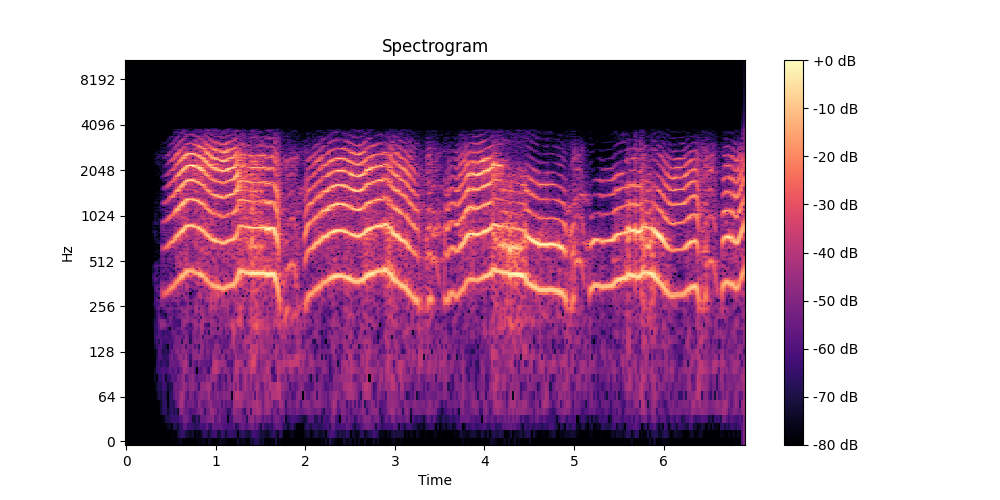 Spectrogram
8192
4096
2048
1024
512
256
128
64
0
Hz
0 1 2 3 4 5 6
Time
+0 dB
-10 dB
-20 dB
-30 dB
-40 dB
-50 dB
-60 dB
-70 dB
-80 dB